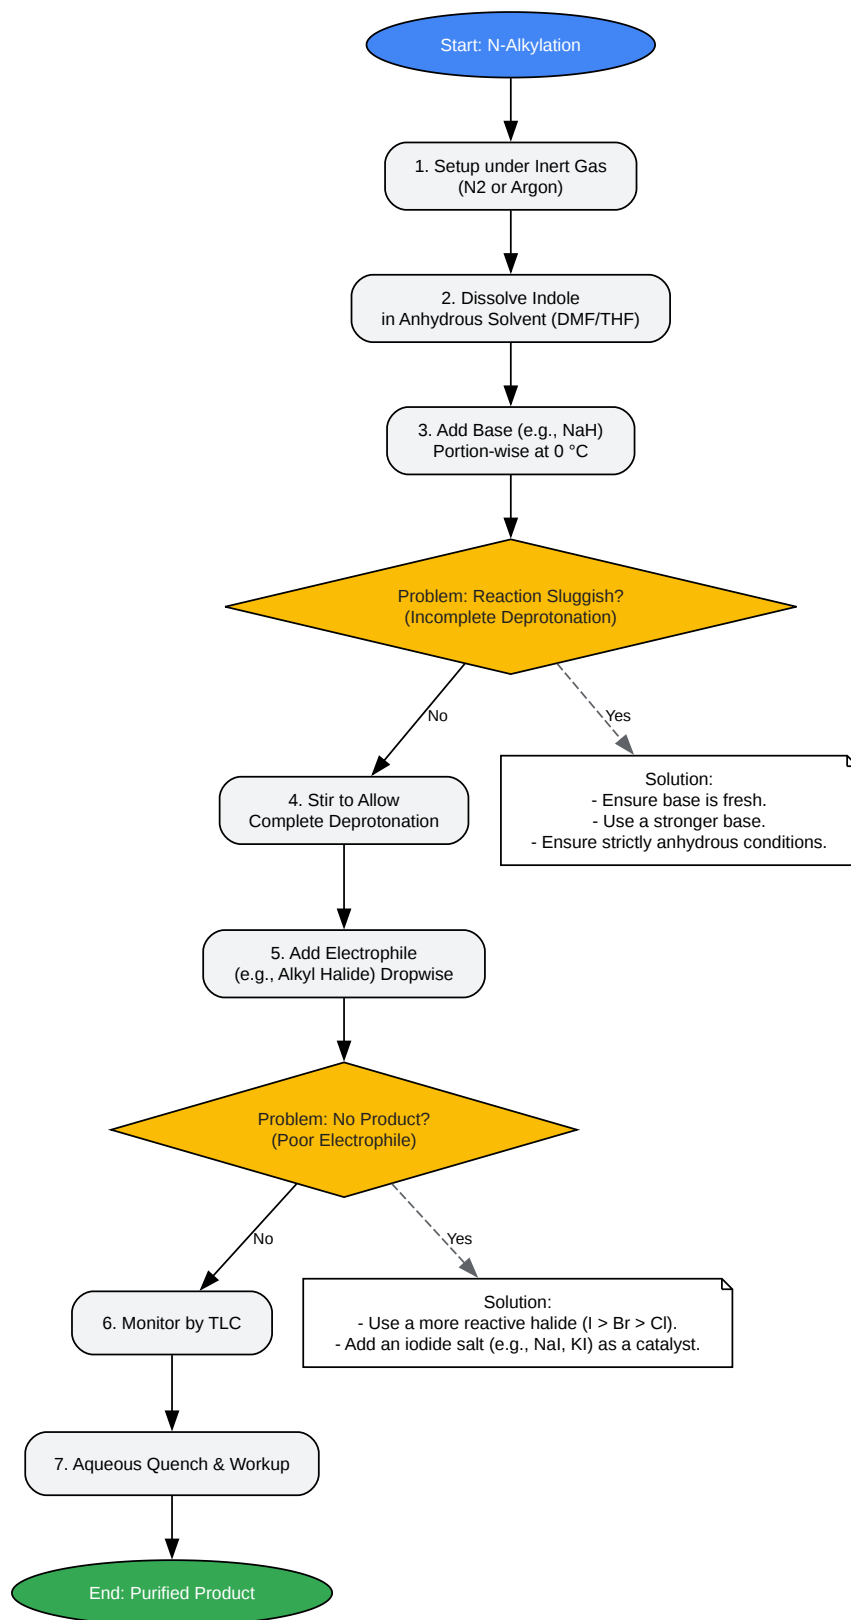 Start: N-Alkylation
1. Setup under Inert Gas
(N2 or Argon)
2. Dissolve Indole
in Anhydrous Solvent (DMF/THF)
3. Add Base (e.g., NaH)
Portion-wise at 0 °C
Problem: Reaction Sluggish?
(Incomplete Deprotonation)
No
Yes
Solution:
- Ensure base is fresh.
- Use a stronger base.
- Ensure strictly anhydrous conditions.
4. Stir to Allow
Complete Deprotonation
5. Add Electrophile
(e.g., Alkyl Halide) Dropwise
Problem: No Product?
(Poor Electrophile)
No
Yes
Solution:
- Use a more reactive halide (I > Br > Cl).
- Add an iodide salt (e.g., NaI, KI) as a catalyst.
6. Monitor by TLC
7. Aqueous Quench & Workup
End: Purified Product